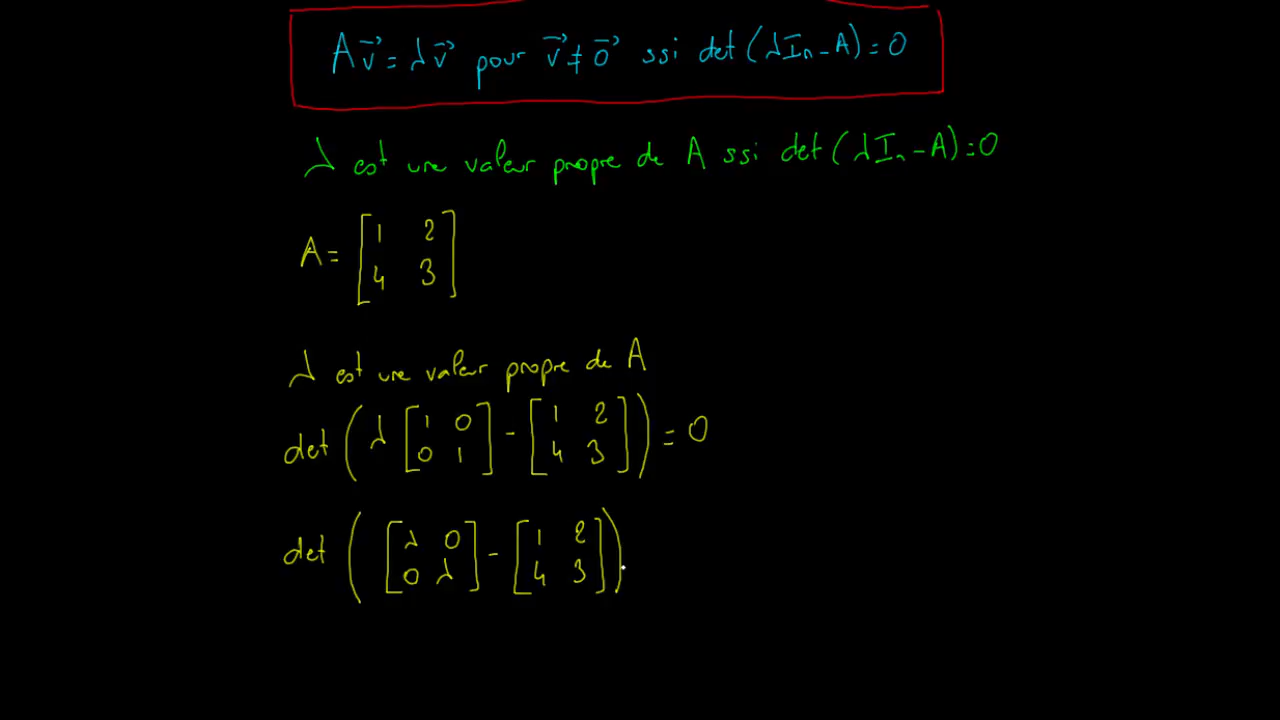 A v⃗ = λ v⃗ pour v⃗ ≠ 0⃗ ssi det (λIₙ - A) = 0
λ est une valeur propre de A ssi det (λIₙ - A) = 0
A = [1 2
4 3]
λ est une valeur propre de A
det (λ [1 0; 0 1] - [1 2; 4 3]) = 0
det ([λ 0; 0 λ] - [1 2; 4 3])